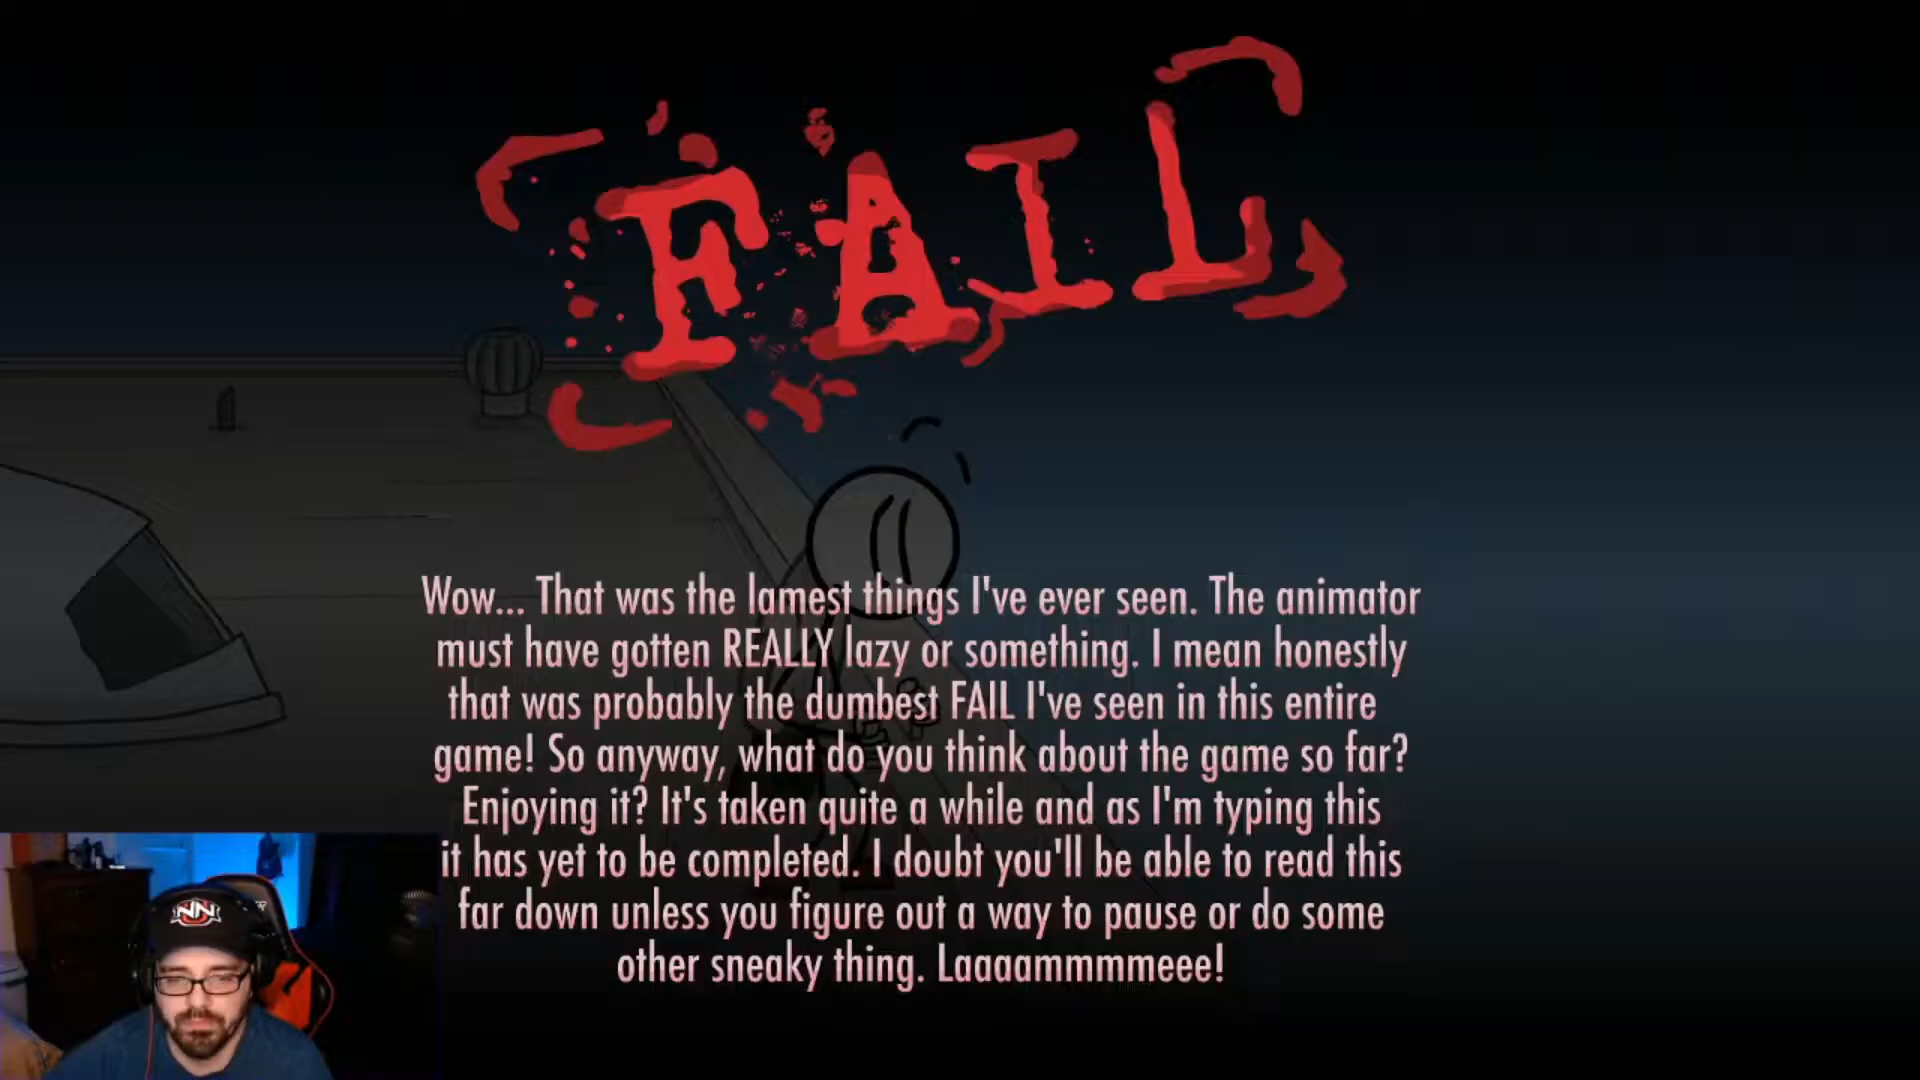 FAIL
Wow... That was the lamest things I've ever seen. The animator
must have gotten REALLY lazy or something. I mean honestly
that was probably the dumbest FAIL I've seen in this entire
game! So anyway, what do you think about the game so far?
Enjoying it? It's taken quite a while and as I'm typing this
it has yet to be completed. I doubt you'll be able to read this
far down unless you figure out a way to pause or do some
other sneaky thing. Laaaammmmeee!
NN